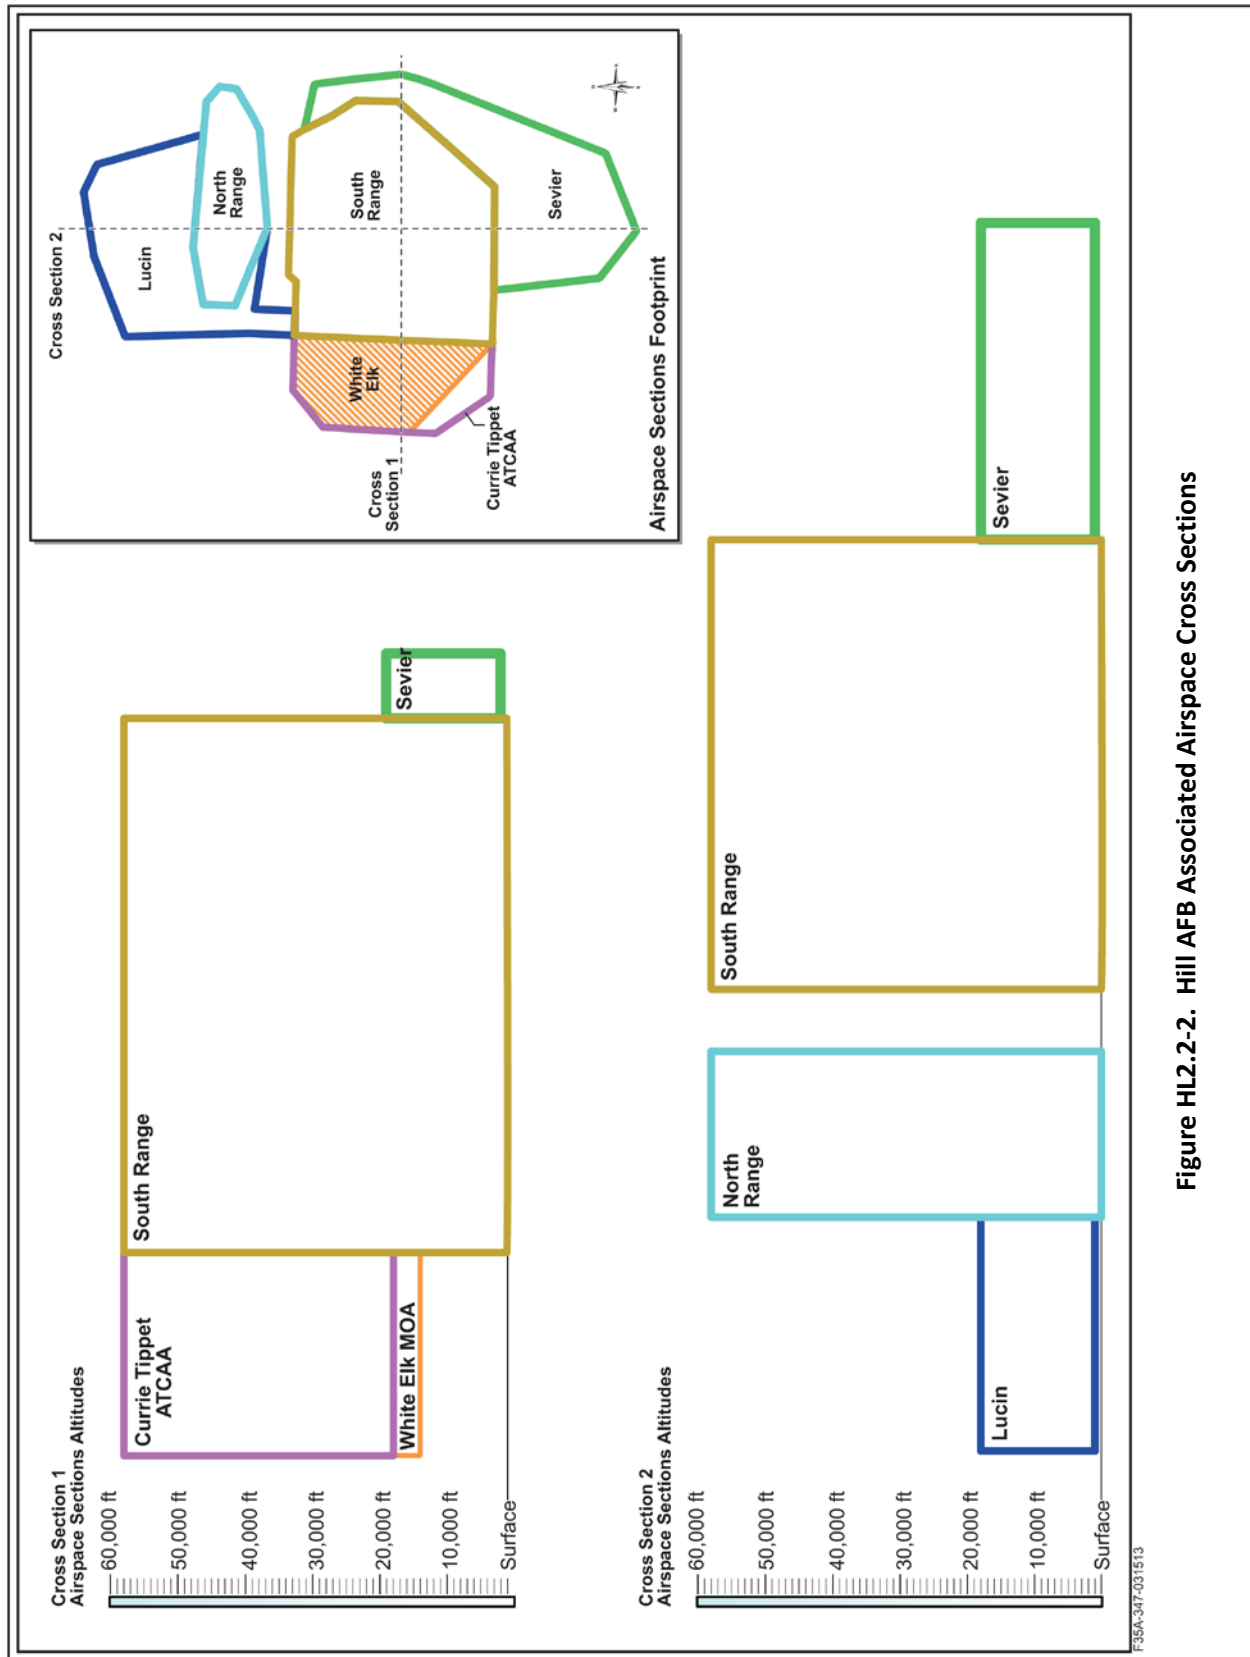 Cross Section 1
Airspace Sections Altitudes
60,000 ft
50,000 ft
40,000 ft
30,000 ft
20,000 ft
10,000 ft
Surface
Currie Tippet
ATCAA
White Elk MOA
South Range
Sevier
Cross Section 2
Lucin
North
Range
South
Range
White
Elk
Sevier
Cross
Section 1
Currie Tippet
ATCAA
Airspace Sections Footprint
Cross Section 2
Airspace Sections Altitudes
60,000 ft
50,000 ft
40,000 ft
30,000 ft
20,000 ft
10,000 ft
Surface
Lucin
North
Range
South Range
Sevier
F35A-347-031513
Figure HL2.2-2. Hill AFB Associated Airspace Cross Sections